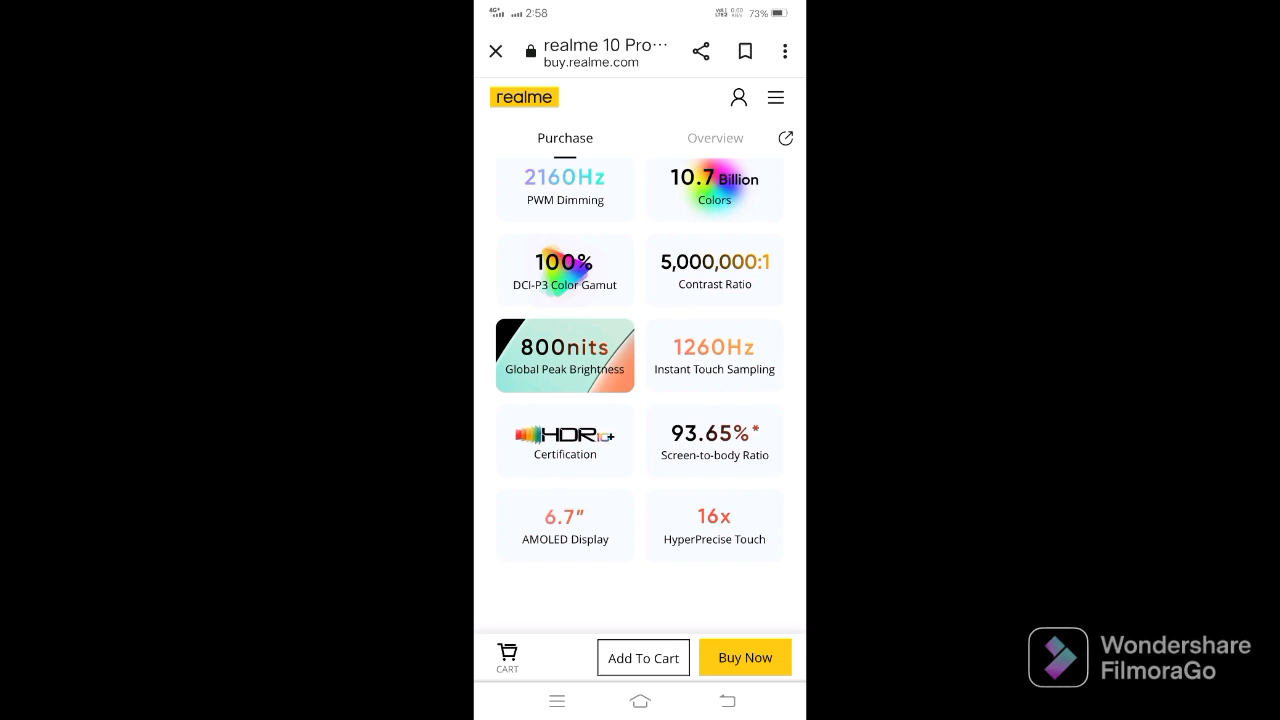 4G+ 2:58 73%
realme 10 Pro...
buy.realme.com
realme
Purchase Overview
2160Hz 10.7 Billion
PWM Dimming Colors
100% 5,000,000:1
DCI-P3 Color Gamut Contrast Ratio
800nits 1260Hz
Global Peak Brightness Instant Touch Sampling
HDR10+ 93.65%*
Certification Screen-to-body Ratio
6.7" 16x
AMOLED Display HyperPrecise Touch
Add To Cart Buy Now
CART
Wondershare
FilmoraGo